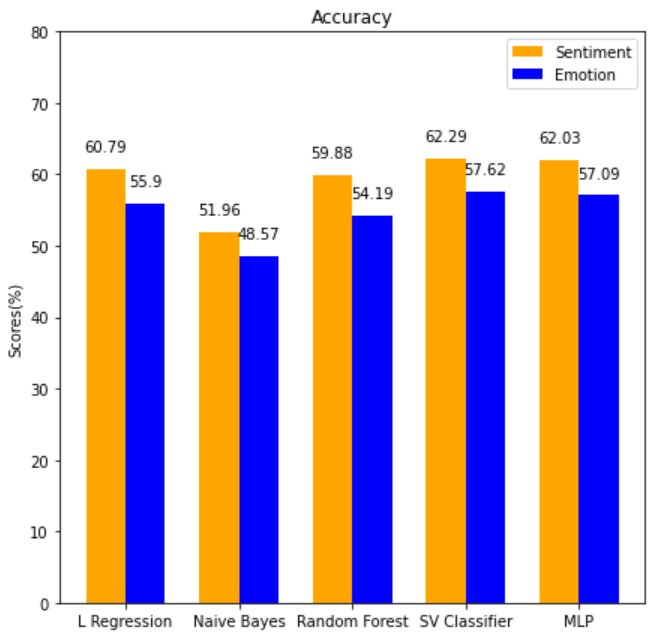 Accuracy
Sentiment
Emotion
Scores(%)
80
70
60
50
40
30
20
10
0
60.79
55.9
51.96
48.57
59.88
54.19
62.29
57.62
62.03
57.09
L Regression
Naive Bayes
Random Forest
SV Classifier
MLP